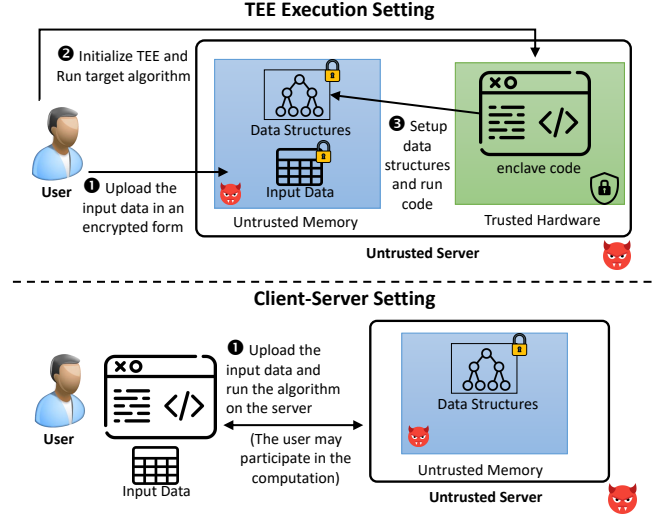 TEE Execution Setting
❷ Initialize TEE and
Run target algorithm
Data Structures
Input Data
Untrusted Memory
❸ Setup
data
structures
and run
code
XO
</>
enclave code
Trusted Hardware
User
❶ Upload the
input data in an
encrypted form
Untrusted Server
Client-Server Setting
User
XO
</>
Input Data
❶ Upload the
input data and
run the algorithm
on the server
(The user may
participate in the
computation)
Data Structures
Untrusted Memory
Untrusted Server